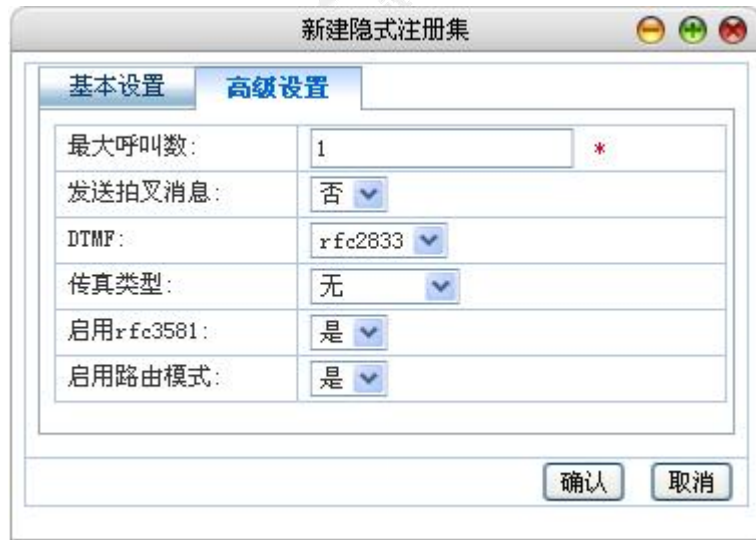 新建隐式注册集
基本设置 高级设置
最大呼叫数: 1 *
发送拍叉消息: 否
DTMF: rfc2833
传真类型: 无
启用rfc3581: 是
启用路由模式: 是
确认 取消